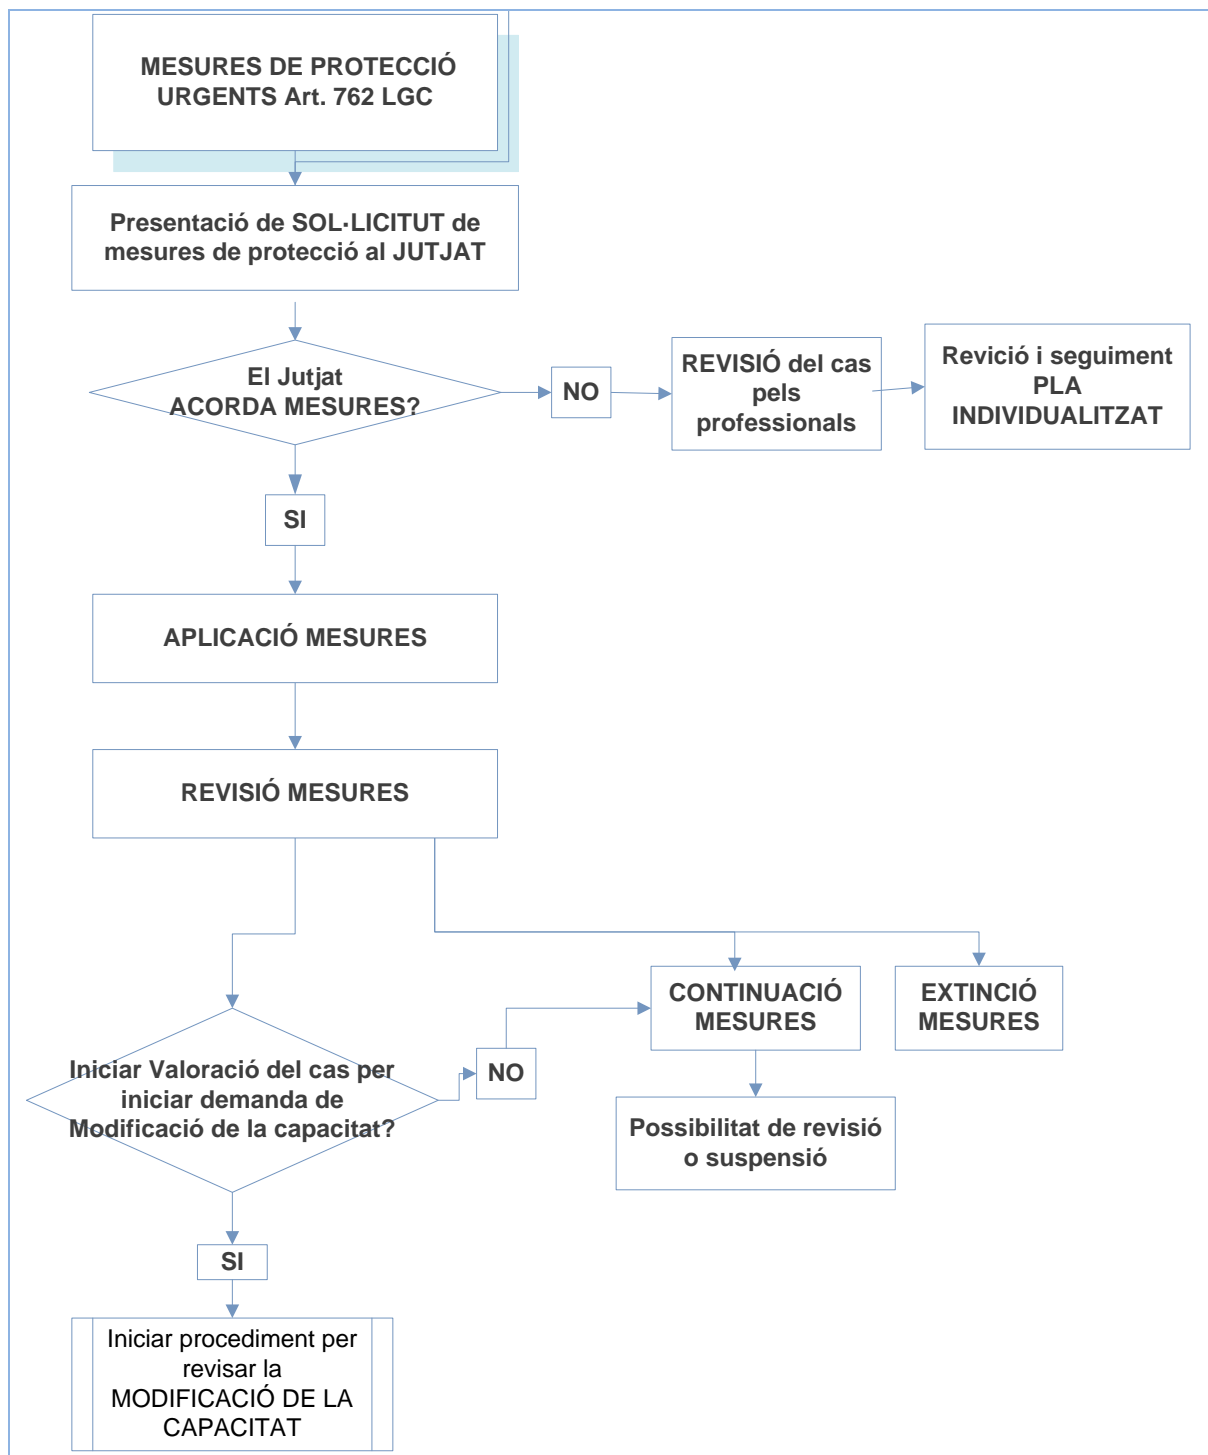 MESURES DE PROTECCIÓ
URGENTS Art. 762 LGC
Presentació de SOL·LICITUT de
mesures de protecció al JUTJAT
El Jutjat
ACORDA MESURES?
NO
REVISIÓ del cas
pels
professionals
Revició i seguiment
PLA
INDIVIDUALITZAT
SI
APLICACIÓ MESURES
REVISIÓ MESURES
CONTINUACIÓ
MESURES
EXTINCIÓ
MESURES
Iniciar Valoració del cas per
iniciar demanda de
Modificació de la capacitat?
NO
Possibilitat de revisió
o suspensió
SI
Iniciar procediment per
revisar la
MODIFICACIÓ DE LA
CAPACITAT